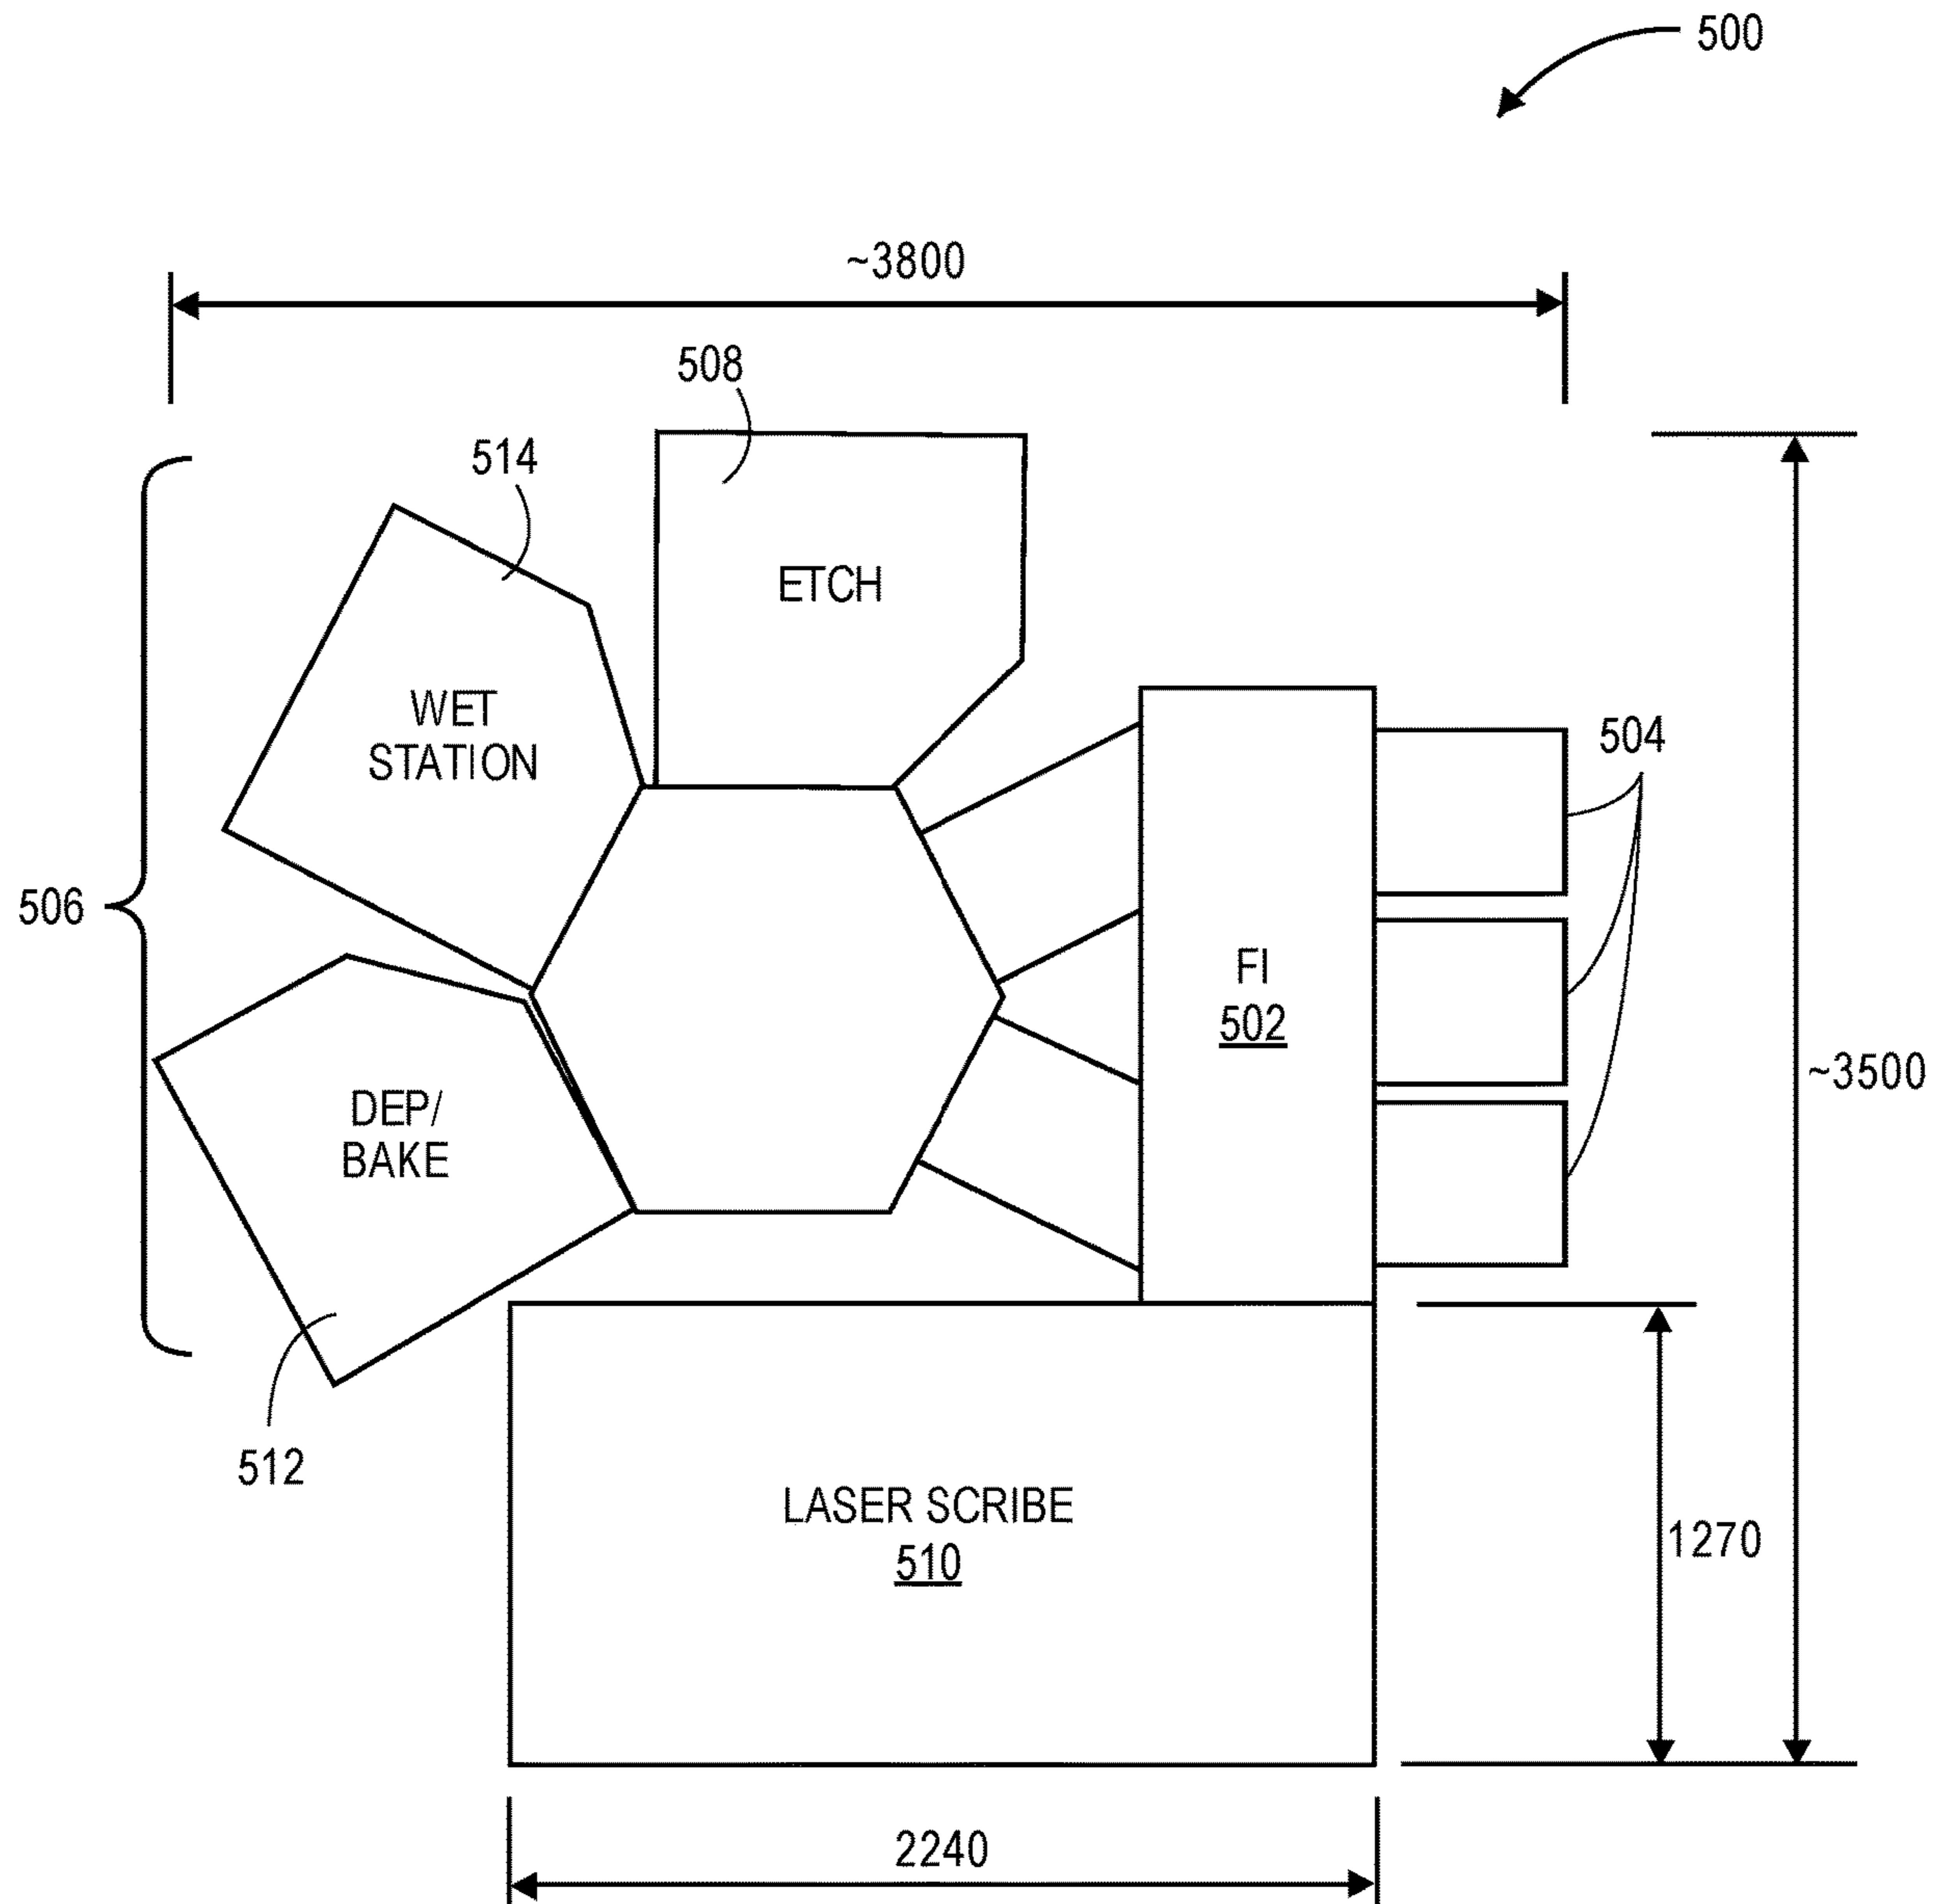 500
~3800
508
514
ETCH
WET
STATION
504
506
FI
502
~3500
DEP/
BAKE
512
LASER SCRIBE
510
1270
2240